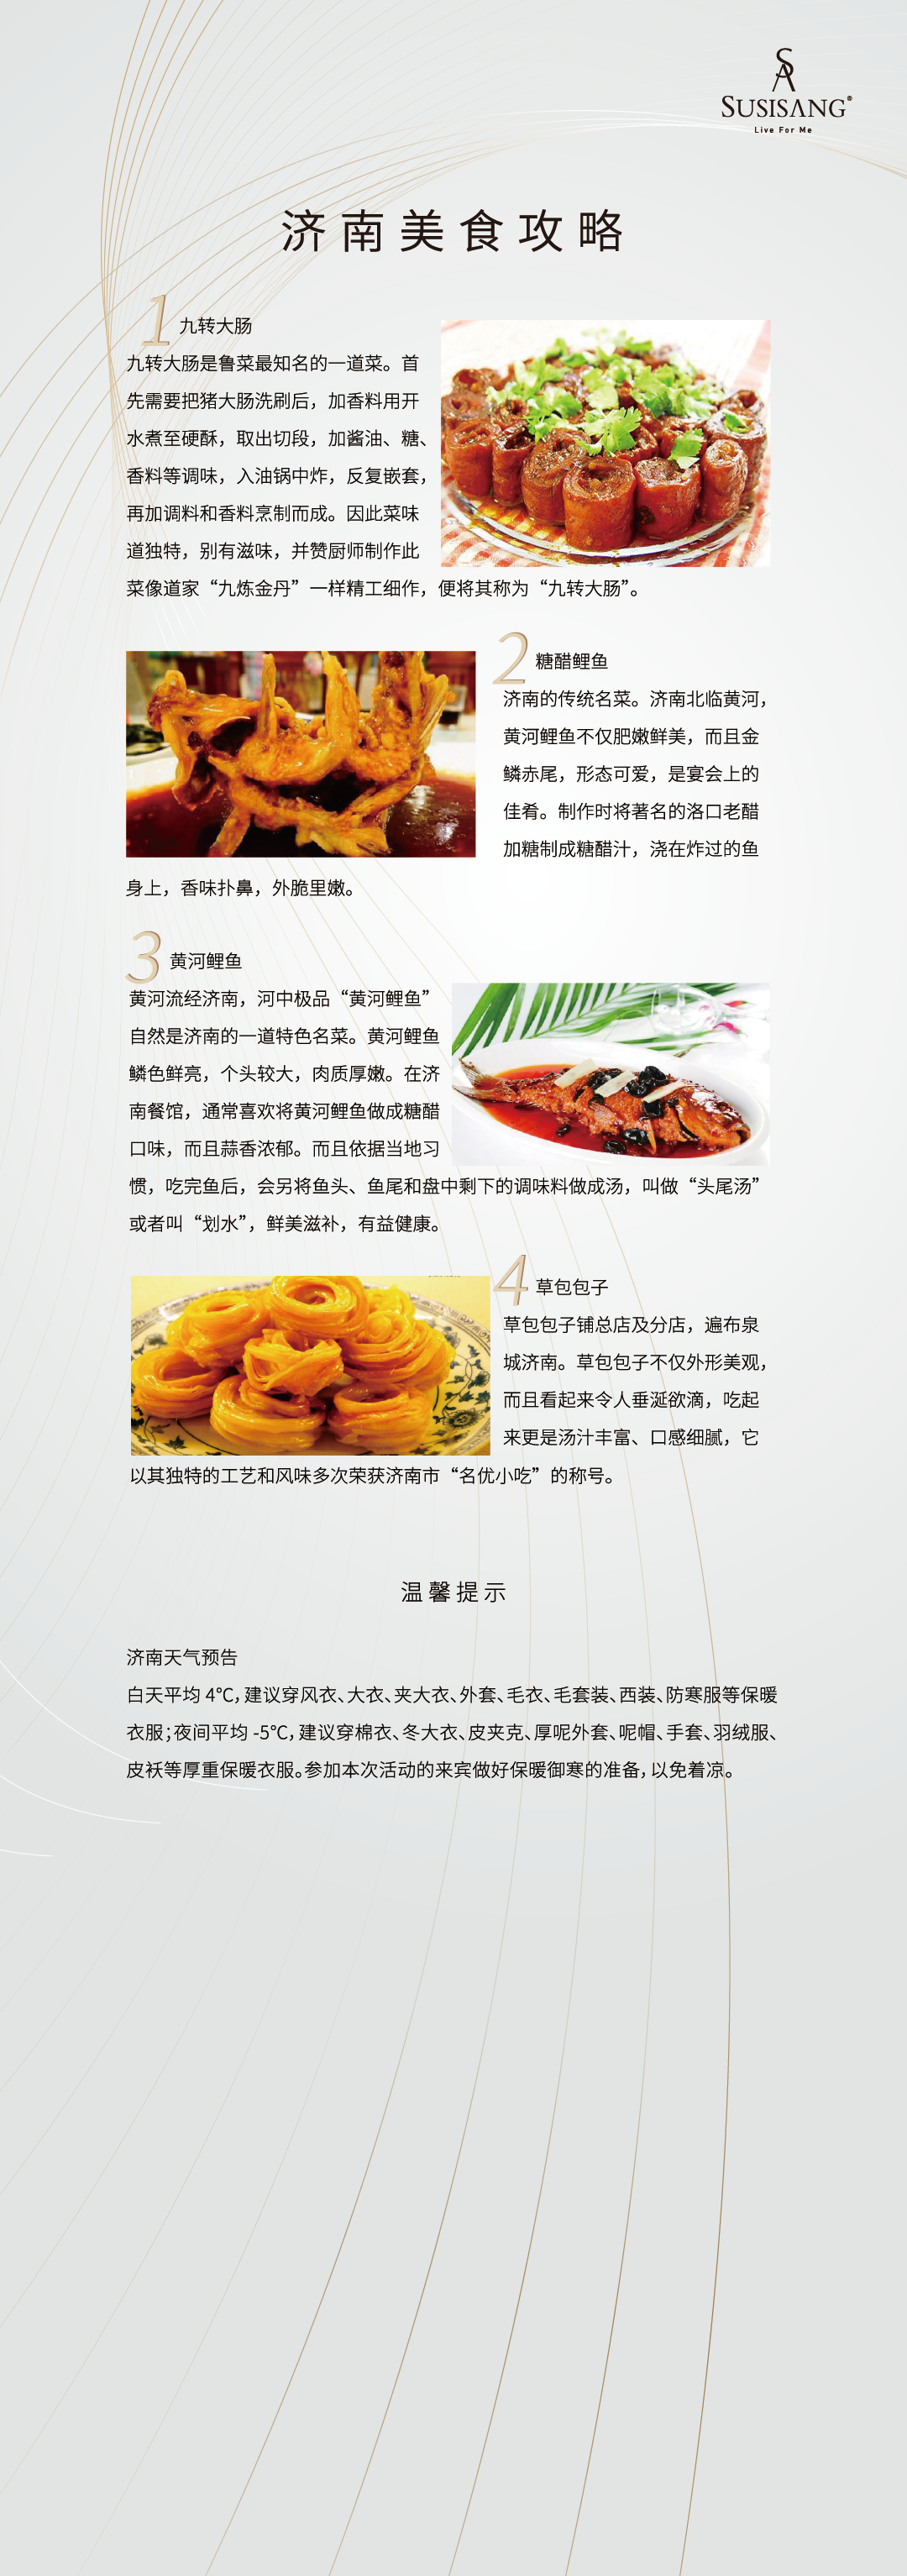 SUSISANG®
Live For Me
济南美食攻略
1 九转大肠
九转大肠是鲁菜最知名的一道菜。首
先需要把猪大肠洗刷后，加香料用开
水煮至硬酥，取出切段，加酱油、糖、
香料等调味，入油锅中炸，反复嵌套，
再加调料和香料烹制而成。因此菜味
道独特，别有滋味，并赞厨师制作此
菜像道家“九炼金丹”一样精工细作，便将其称为“九转大肠”。
2 糖醋鲤鱼
济南的传统名菜。济南北临黄河，
黄河鲤鱼不仅肥嫩鲜美，而且金
鳞赤尾，形态可爱，是宴会上的
佳肴。制作时将著名的洛口老醋
加糖制成糖醋汁，浇在炸过的鱼
身上，香味扑鼻，外脆里嫩。
3 黄河鲤鱼
黄河流经济南，河中极品“黄河鲤鱼”
自然是济南的一道特色名菜。黄河鲤鱼
鳞色鲜亮，个头较大，肉质厚嫩。在济
南餐馆，通常喜欢将黄河鲤鱼做成糖醋
口味，而且蒜香浓郁。而且依据当地习
惯，吃完鱼后，会另将鱼头、鱼尾和盘中剩下的调味料做成汤，叫做“头尾汤”
或者叫“划水”，鲜美滋补，有益健康。
4 草包包子
草包包子铺总店及分店，遍布泉
城济南。草包包子不仅外形美观，
而且看起来令人垂涎欲滴，吃起
来更是汤汁丰富、口感细腻，它
以其独特的工艺和风味多次荣获济南市“名优小吃”的称号。
温馨提示
济南天气预告
白天平均 4℃，建议穿风衣、大衣、夹大衣、外套、毛衣、毛套装、西装、防寒服等保暖
衣服；夜间平均 -5℃，建议穿棉衣、冬大衣、皮夹克、厚呢外套、呢帽、手套、羽绒服、
皮袄等厚重保暖衣服。参加本次活动的来宾做好保暖御寒的准备，以免着凉。